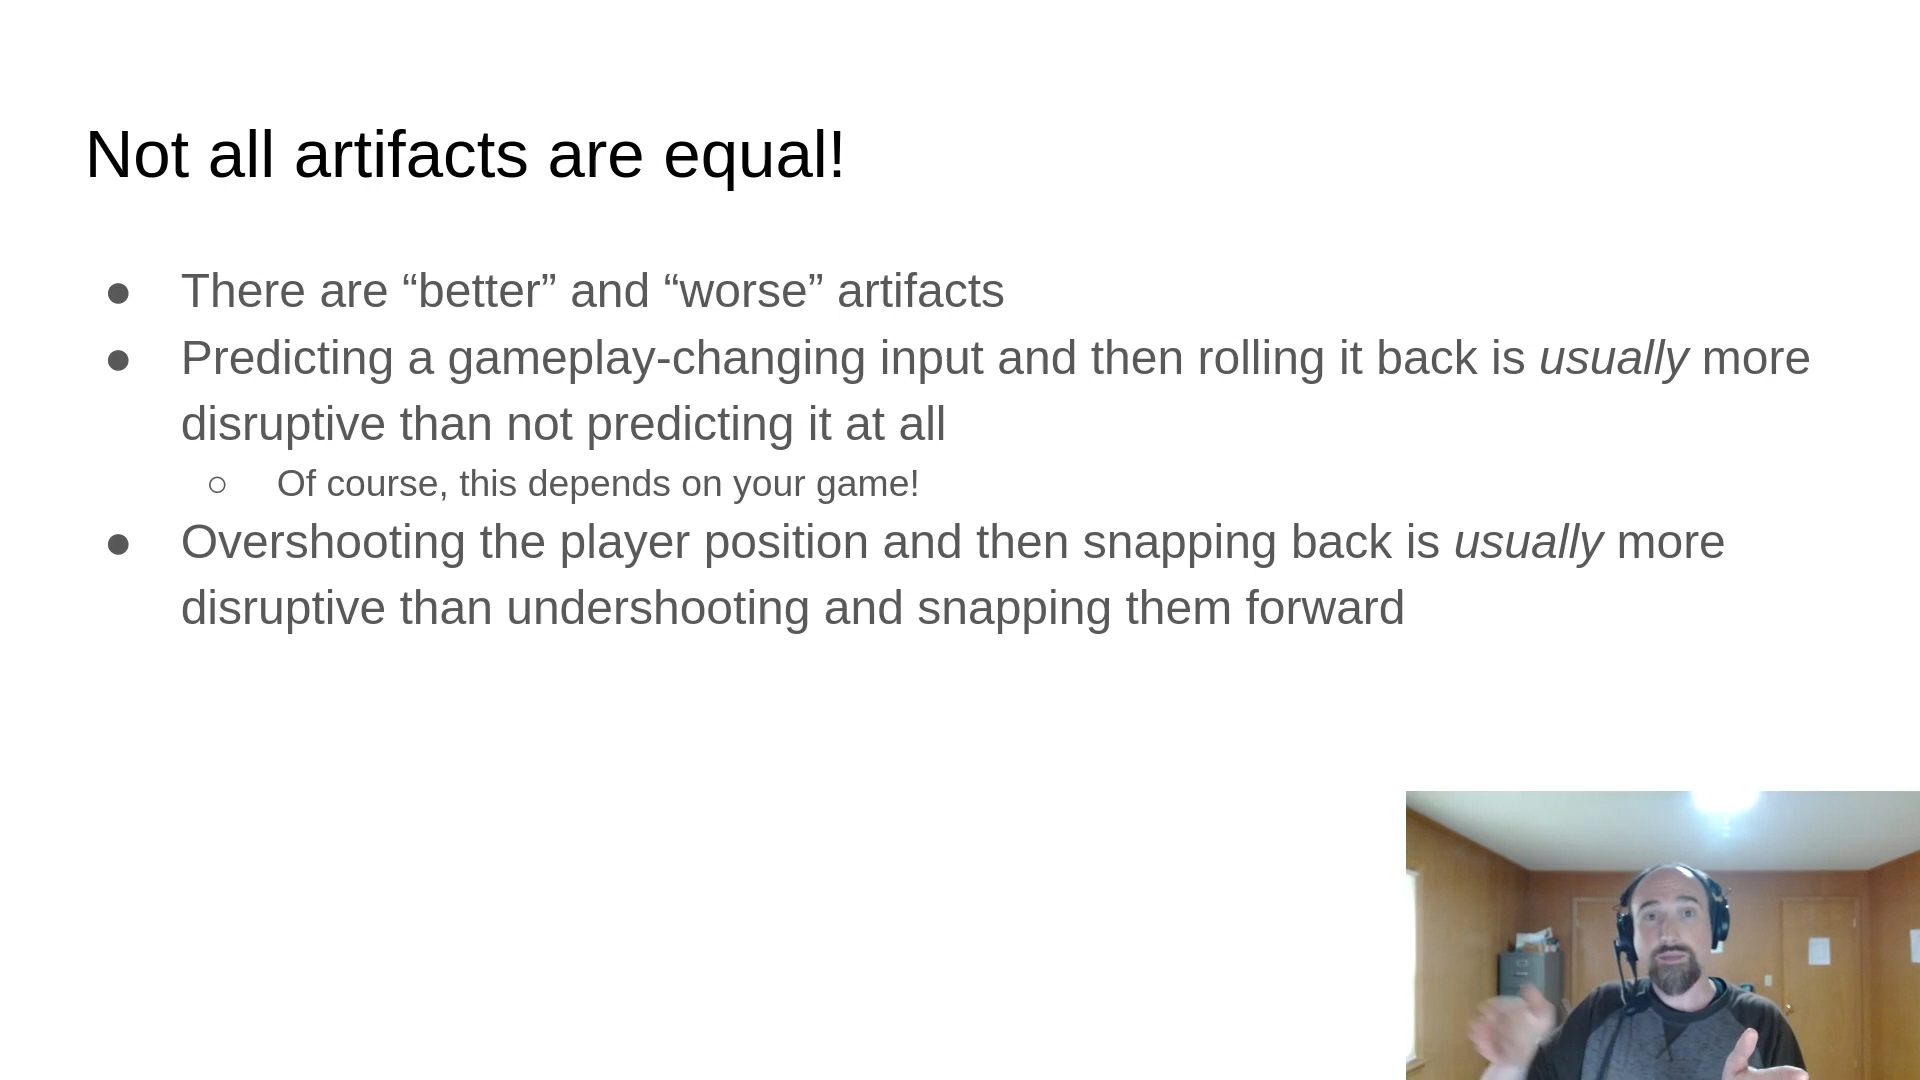 Not all artifacts are equal!
● There are “better” and “worse” artifacts
● Predicting a gameplay-changing input and then rolling it back is usually more
disruptive than not predicting it at all
○ Of course, this depends on your game!
● Overshooting the player position and then snapping back is usually more
disruptive than undershooting and snapping them forward